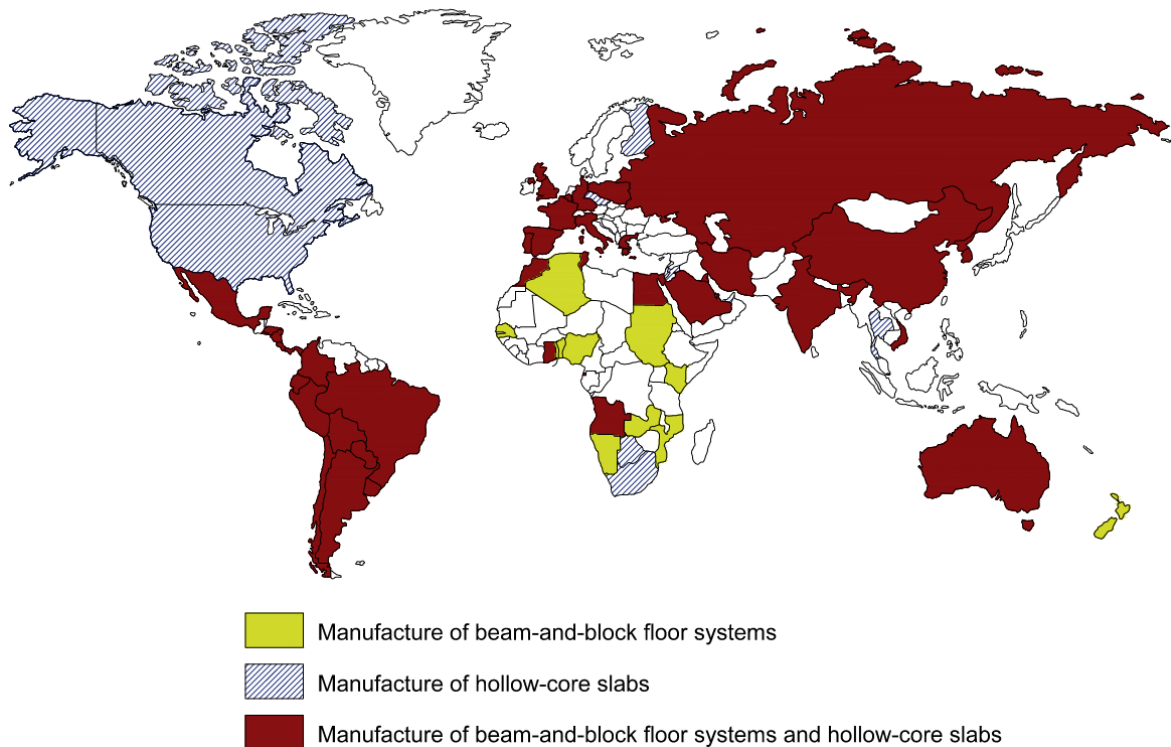 Manufacture of beam-and-block floor systems
Manufacture of hollow-core slabs
Manufacture of beam-and-block floor systems and hollow-core slabs